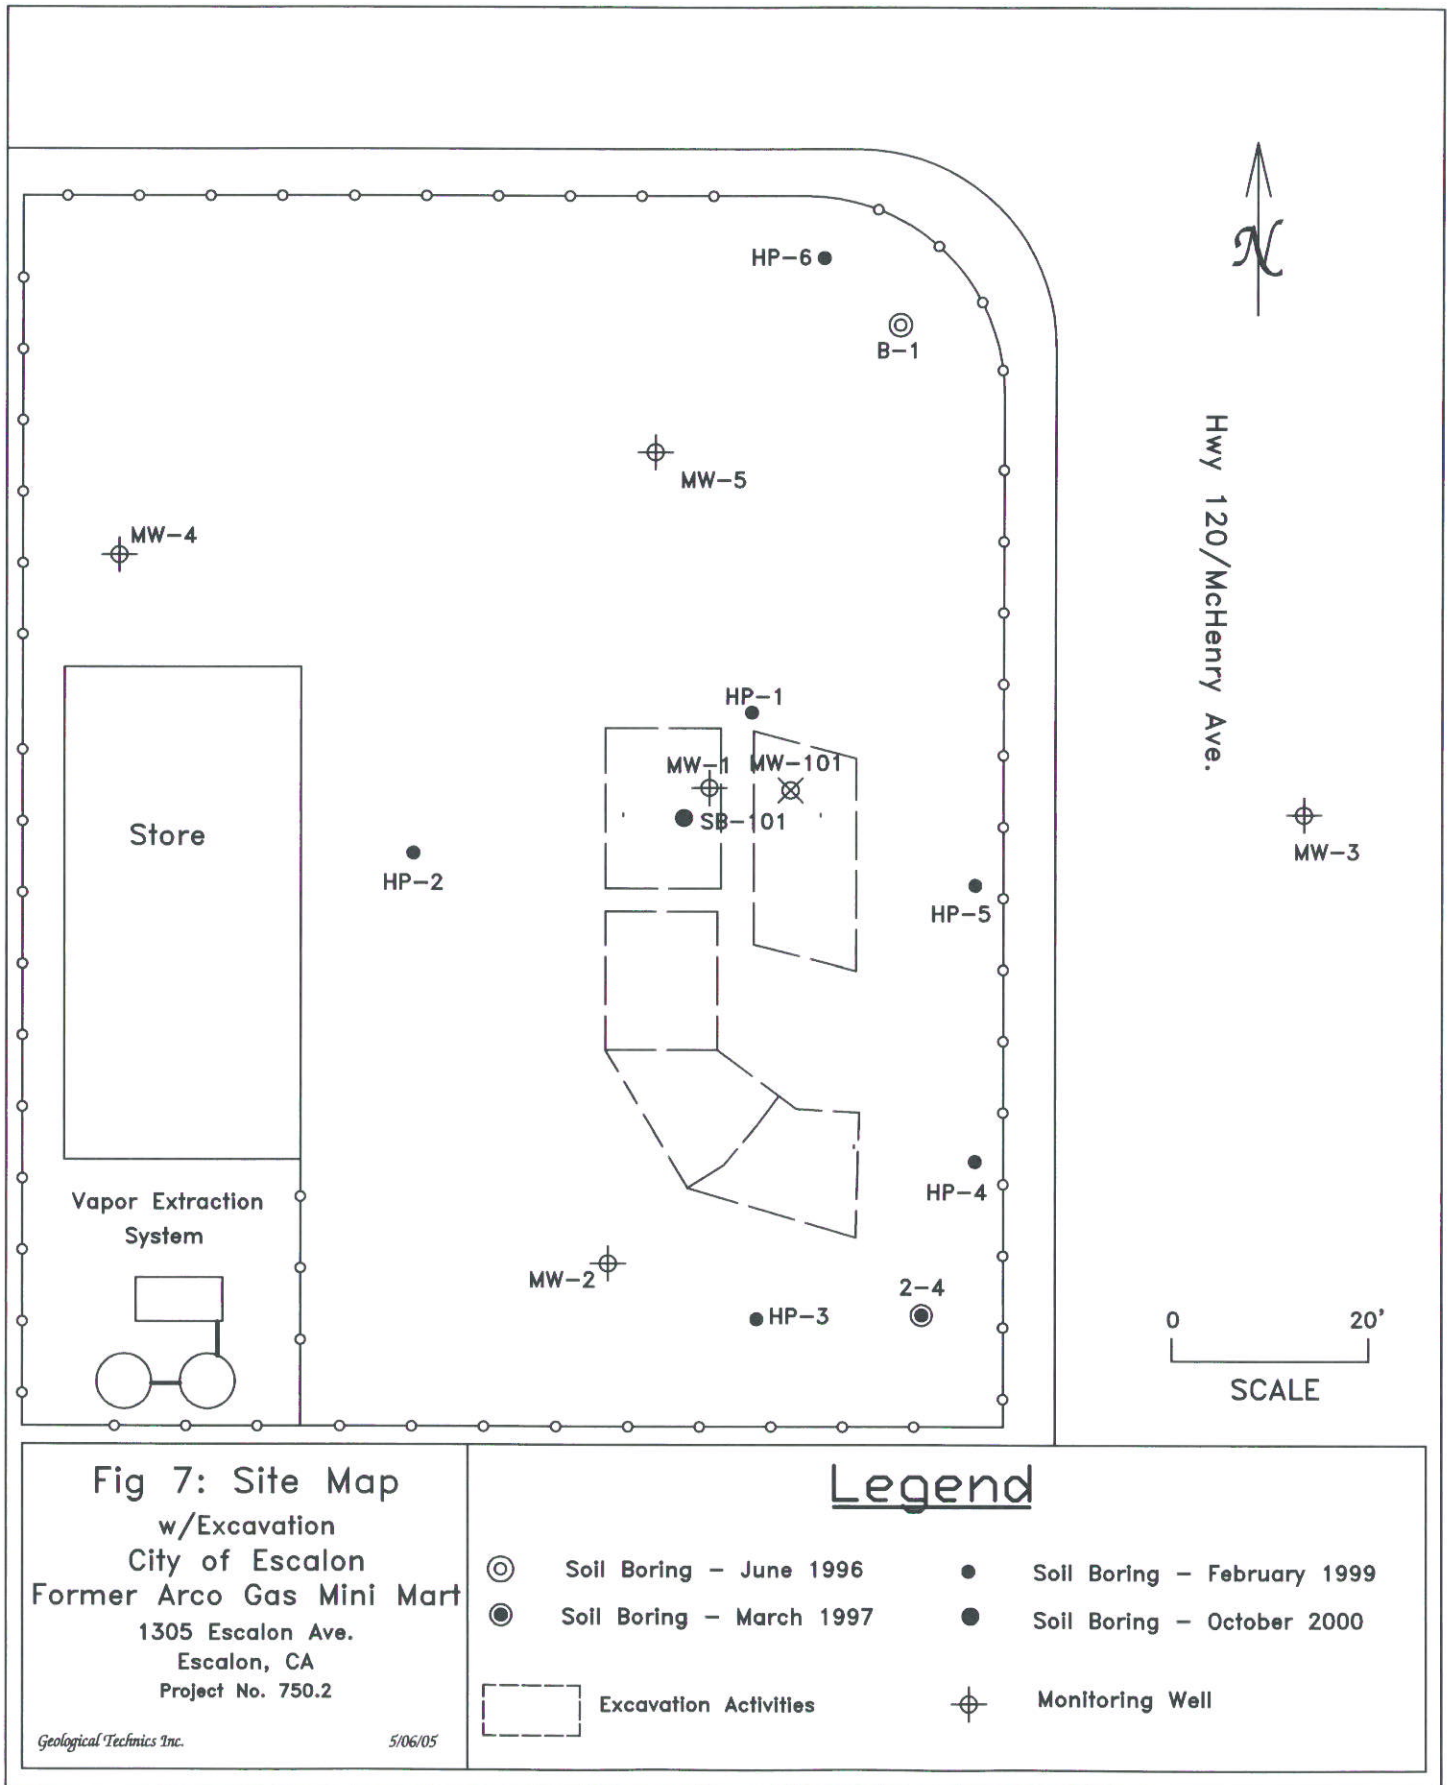 HP-6
B-1
N
MW-5
MW-4
Hwy 120/McHenry Ave.
HP-1
MW-1
MW-101
SB-101
Store
HP-2
MW-3
HP-5
Vapor Extraction
System
HP-4
MW-2
HP-3
2-4
0 20'
SCALE
Fig 7: Site Map
w/Excavation
City of Escalon
Former Arco Gas Mini Mart
1305 Escalon Ave.
Escalon, CA
Project No. 750.2
Geological Technics Inc. 5/06/05
Legend
Soil Boring - June 1996
Soil Boring - March 1997
Excavation Activities
Soil Boring - February 1999
Soil Boring - October 2000
Monitoring Well